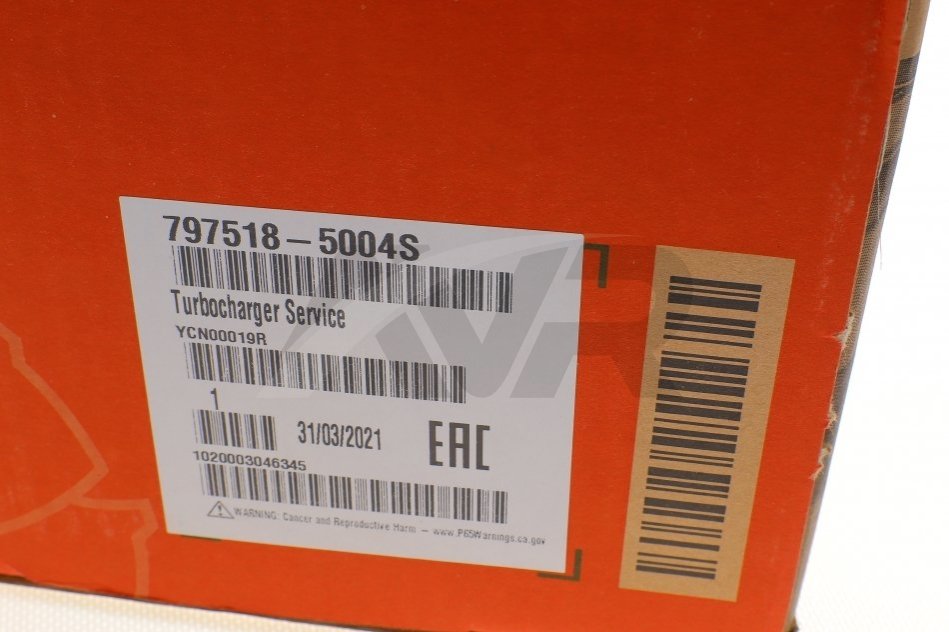 797518-5004S
Turbocharger Service
YCN00019R
1
31/03/2021
EAC
1020003046345
⚠WARNING: Cancer and Reproductive Harm – www.P65Warnings.ca.gov